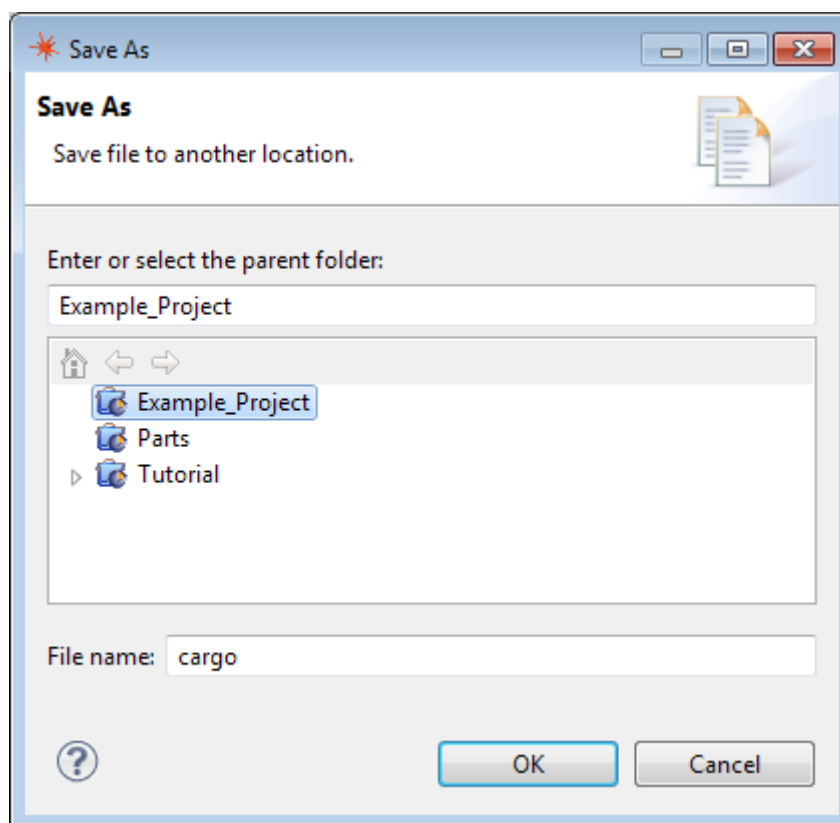 Save As
Save As
Save file to another location.
Enter or select the parent folder:
Example_Project
Example_Project
Parts
Tutorial
File name: cargo
? OK Cancel